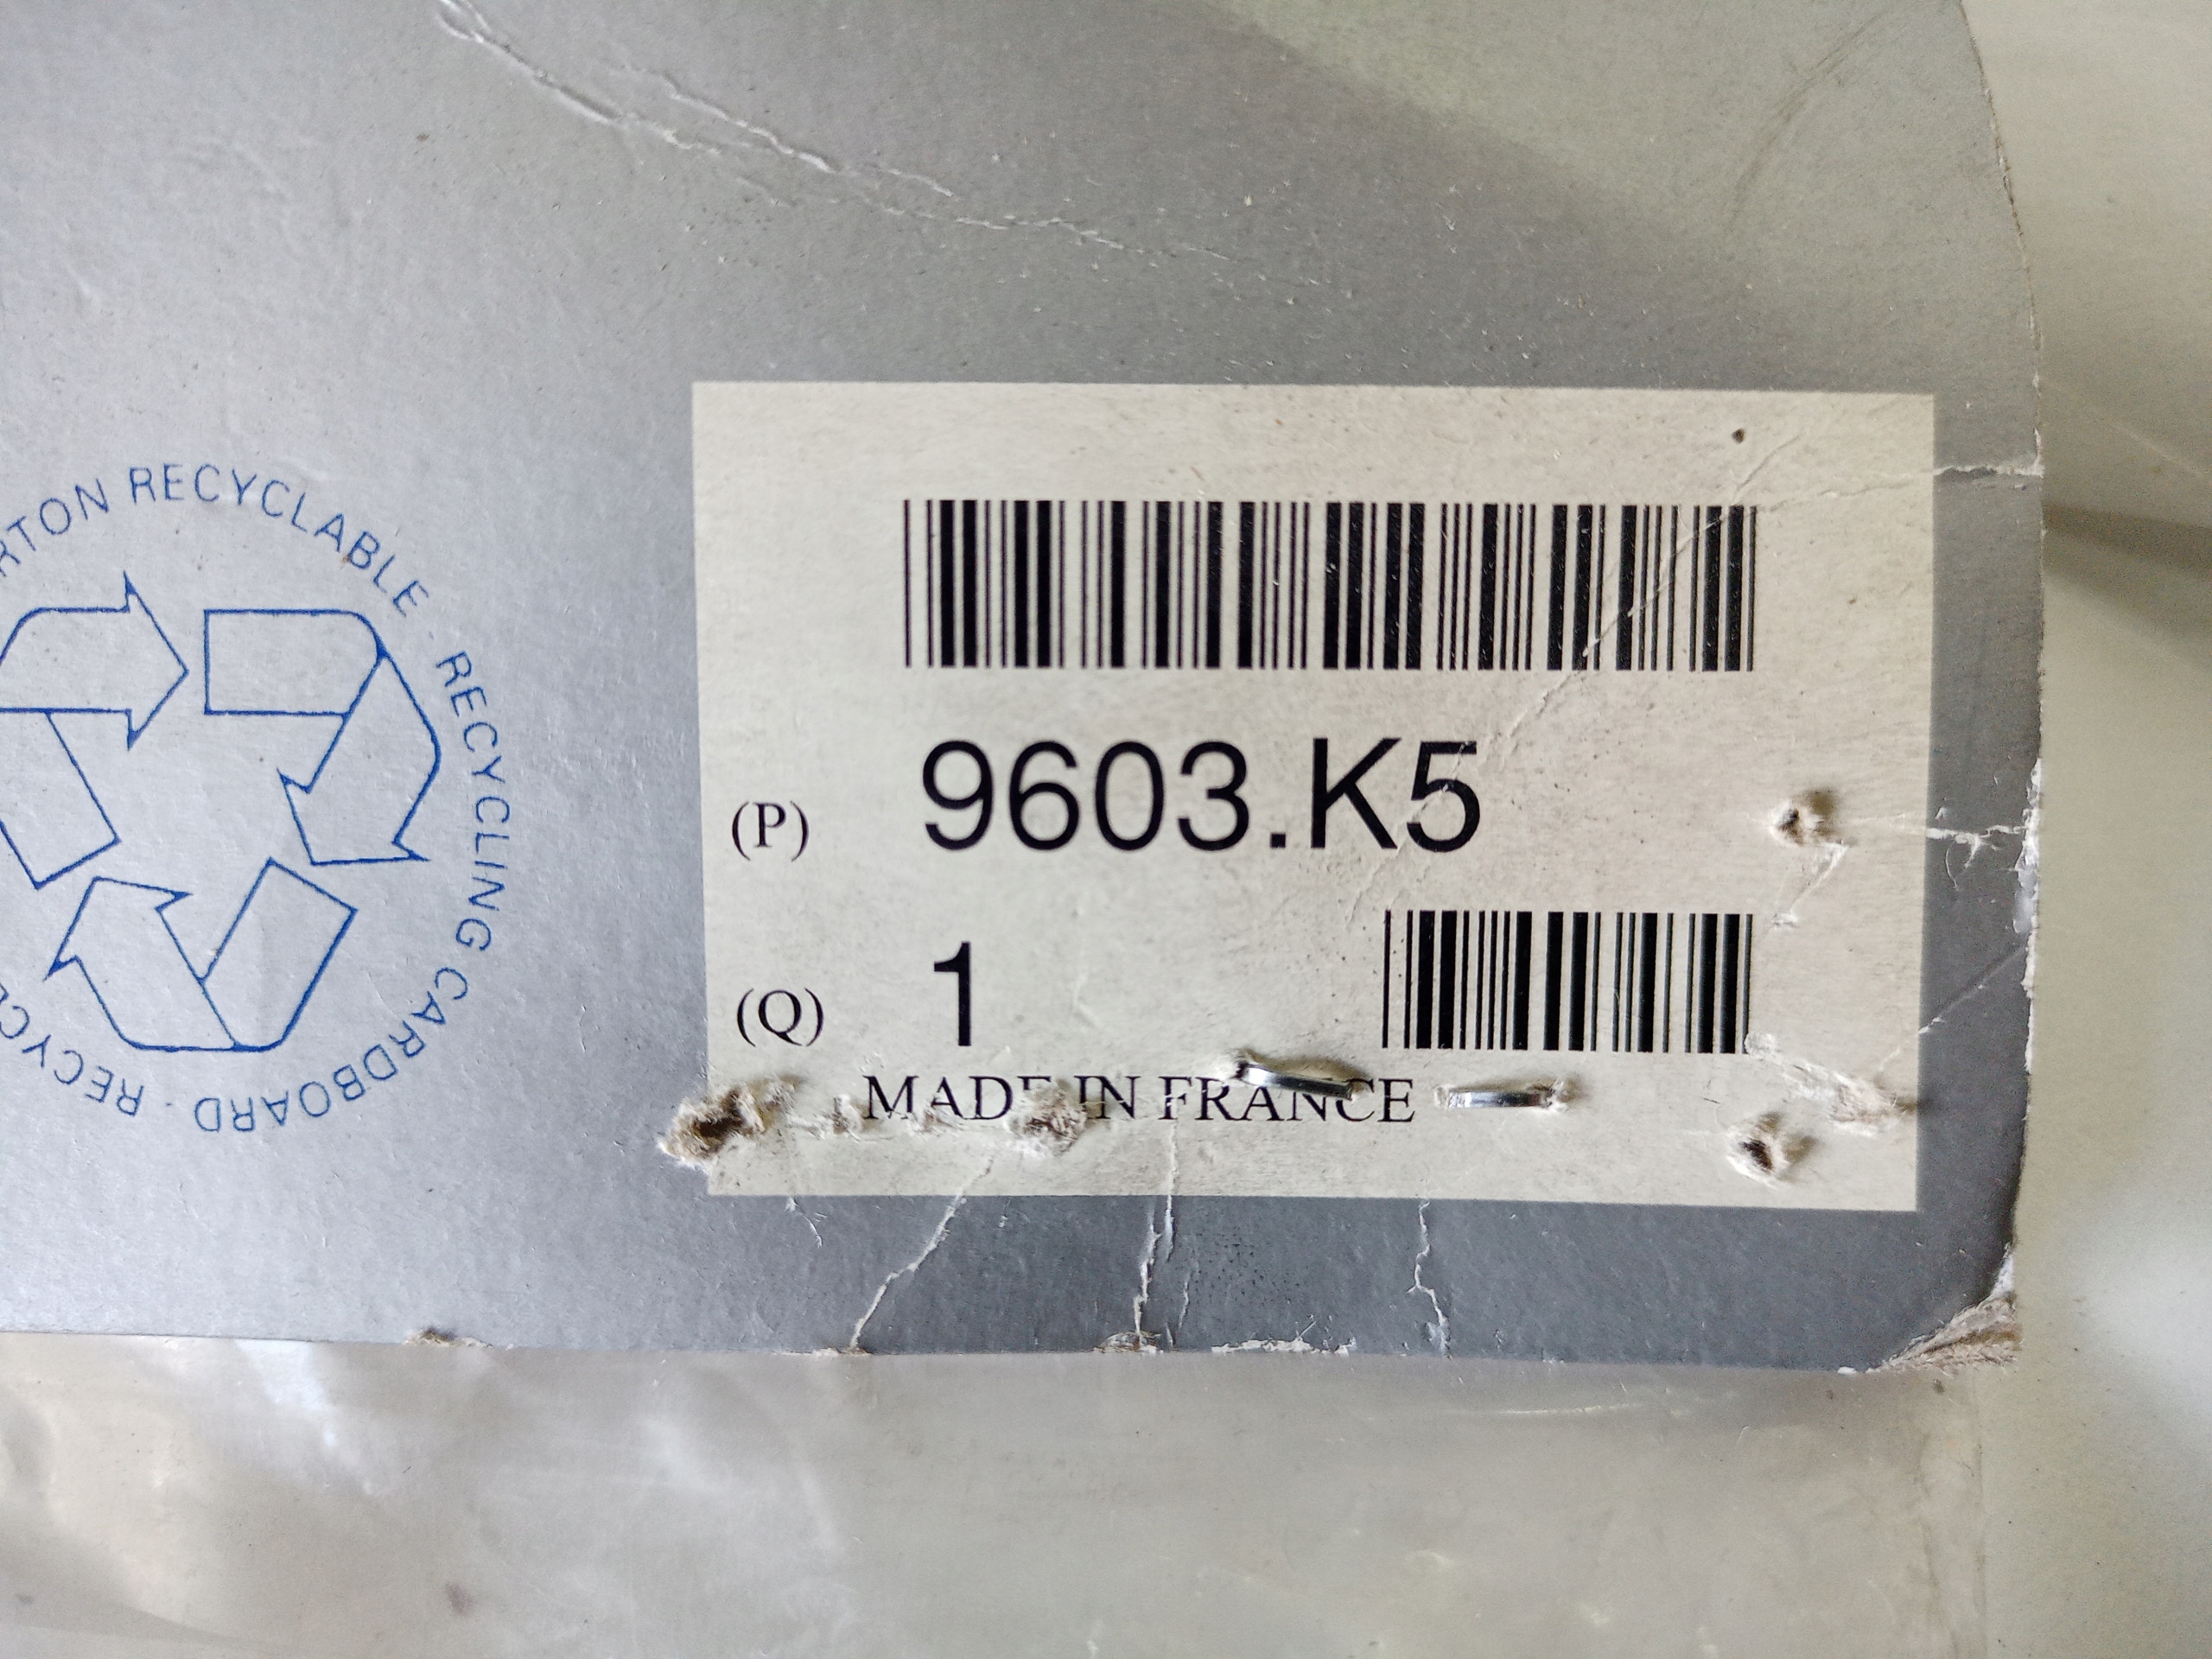 RTON RECYCLABLE · RECYCLING CARDBOARD · RECYC
(P) 9603.K5
(Q) 1
MADE IN FRANCE